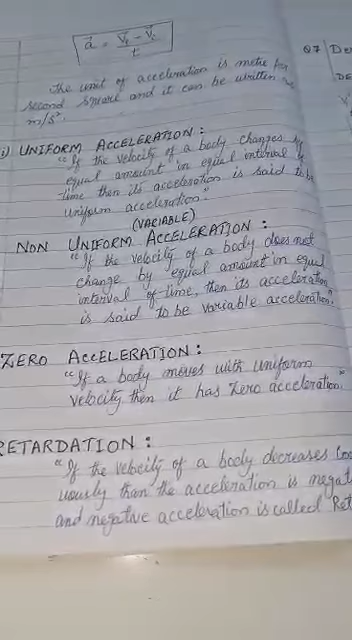 a⃗ = V⃗f - V⃗i / t
the unit of acceleration is metre per
second square and it can be written as
m/s².
i) UNIFORM ACCELERATION:
"If the velocity of a body changes by
equal amount in equal interval of
time then its acceleration is said to be
uniform acceleration"
(VARIABLE)
NON UNIFORM ACCELERATION:
"If the velocity of a body does not
change by equal amount in equal
interval of time, then its acceleration
is said to be variable acceleration".
ZERO ACCELERATION:
"If a body moves with uniform
velocity then it has zero acceleration."
RETARDATION:
"If the velocity of a body decreases
uously than the acceleration is negat
and negative acceleration is called Ret
Q7 De
DE